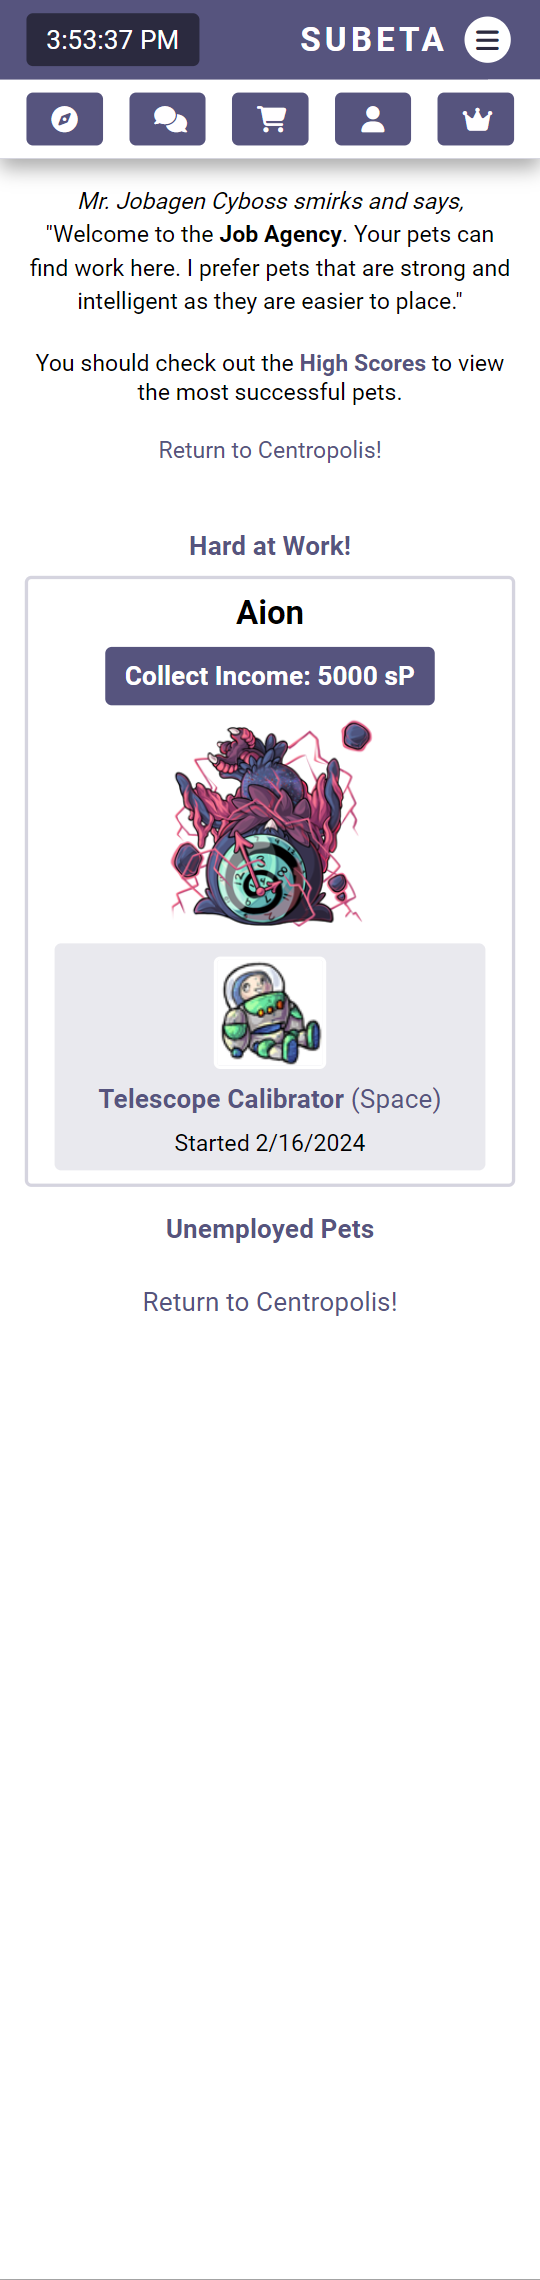 3:53:37 PM
SUBETA
Mr. Jobagen Cyboss smirks and says,
"Welcome to the Job Agency. Your pets can
find work here. I prefer pets that are strong and
intelligent as they are easier to place."
You should check out the High Scores to view
the most successful pets.
Return to Centropolis!
Hard at Work!
Aion
Collect Income: 5000 sP
Telescope Calibrator (Space)
Started 2/16/2024
Unemployed Pets
Return to Centropolis!